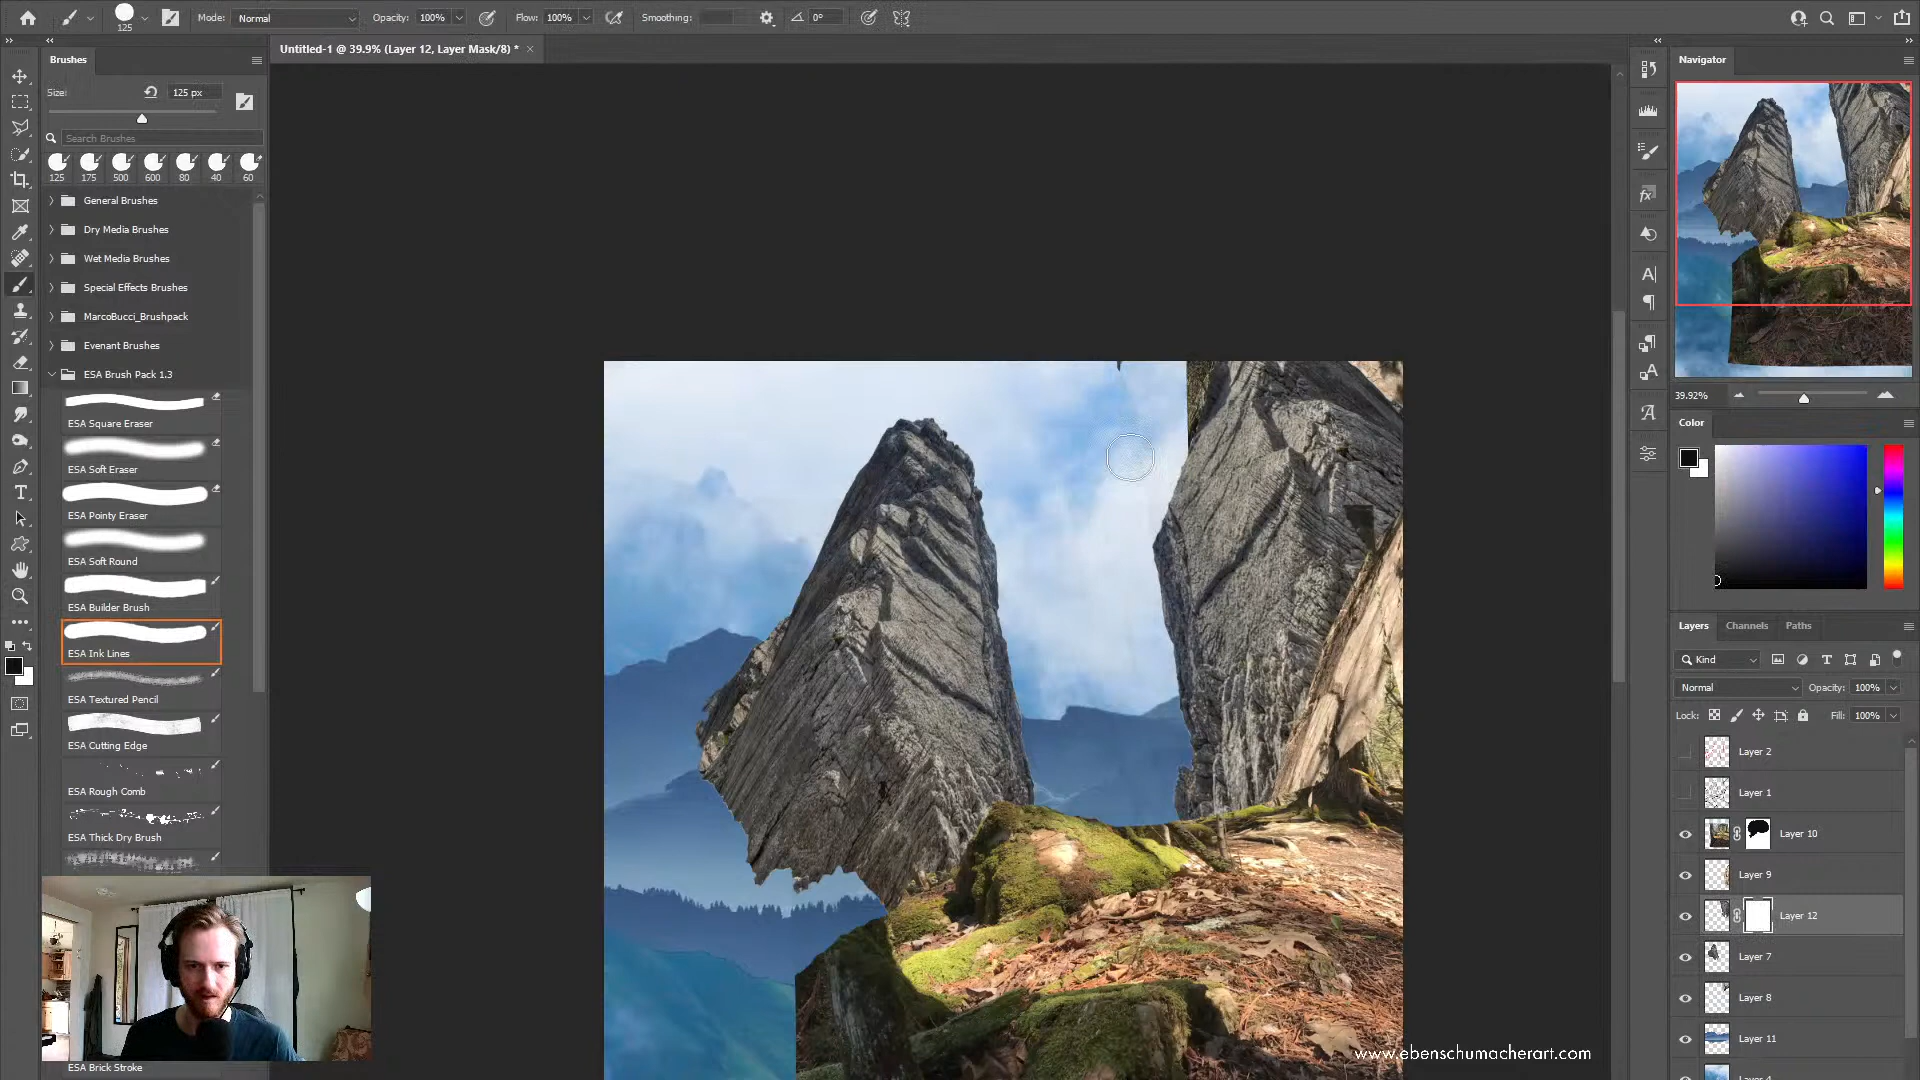 125
Mode:
Normal
Opacity:
100%
Flow:
100%
Smoothing:
0°
Brushes
Untitled-1 @ 39.9% (Layer 12, Layer Mask/8) *
Navigator
Size:
125 px
Search Brushes
125
175
500
600
80
40
60
General Brushes
Dry Media Brushes
Wet Media Brushes
Special Effects Brushes
MarcoBucci_Brushpack
Evenant Brushes
ESA Brush Pack 1.3
ESA Square Eraser
ESA Soft Eraser
ESA Pointy Eraser
ESA Soft Round
ESA Builder Brush
ESA Ink Lines
ESA Textured Pencil
ESA Cutting Edge
ESA Rough Comb
ESA Thick Dry Brush
ESA Brick Stroke
39.92%
Color
Layers
Channels
Paths
Kind
Normal
Opacity:
100%
Lock:
Fill:
100%
Layer 2
Layer 1
Layer 10
Layer 9
Layer 12
Layer 7
Layer 8
Layer 11
www.ebenschumacherart.com